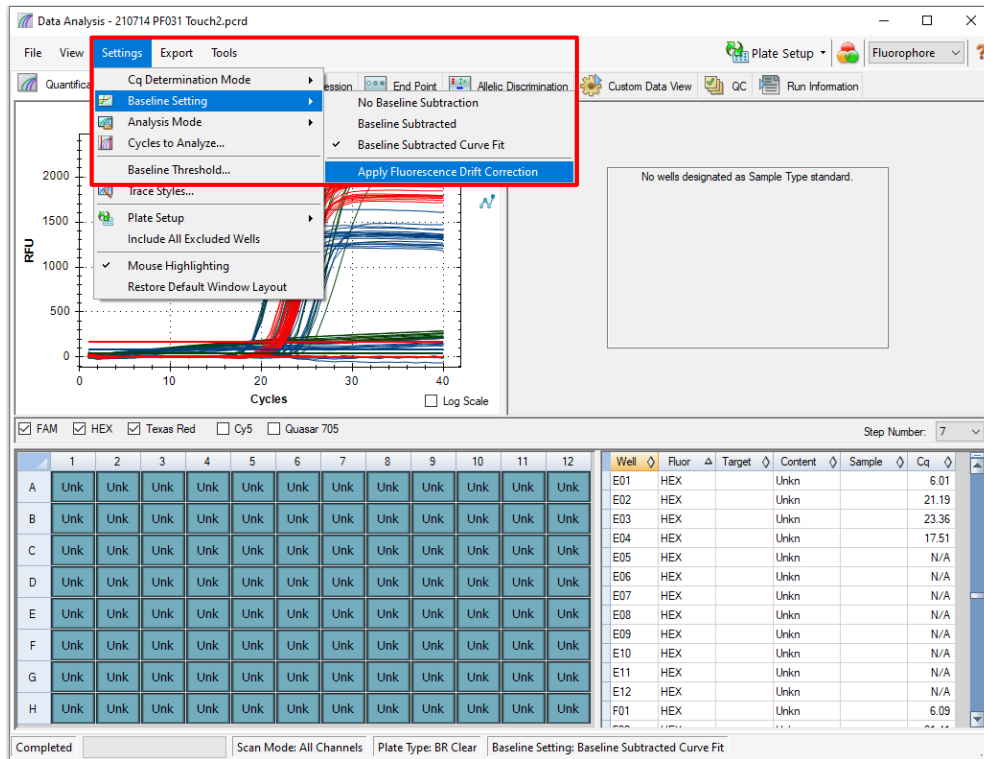 Data Analysis - 210714 PF031 Touch2.pcrd
File View Settings Export Tools
Plate Setup
Fluorophore
?
Quantifica
ession
End Point
Allelic Discrimination
Custom Data View
QC
Run Information
Cq Determination Mode
Baseline Setting
Analysis Mode
Cycles to Analyze...
Baseline Threshold...
Trace Styles...
Plate Setup
Include All Excluded Wells
Mouse Highlighting
Restore Default Window Layout
No Baseline Subtraction
Baseline Subtracted
Baseline Subtracted Curve Fit
Apply Fluorescence Drift Correction
No wells designated as Sample Type standard.
2000
1500
1000
500
0
RFU
0 10 20 30 40
Cycles
Log Scale
FAM HEX Texas Red Cy5 Quasar 705
Step Number: 7
1 2 3 4 5 6 7 8 9 10 11 12
A Unk Unk Unk Unk Unk Unk Unk Unk Unk Unk Unk Unk
B Unk Unk Unk Unk Unk Unk Unk Unk Unk Unk Unk Unk
C Unk Unk Unk Unk Unk Unk Unk Unk Unk Unk Unk Unk
D Unk Unk Unk Unk Unk Unk Unk Unk Unk Unk Unk Unk
E Unk Unk Unk Unk Unk Unk Unk Unk Unk Unk Unk Unk
F Unk Unk Unk Unk Unk Unk Unk Unk Unk Unk Unk Unk
G Unk Unk Unk Unk Unk Unk Unk Unk Unk Unk Unk Unk
H Unk Unk Unk Unk Unk Unk Unk Unk Unk Unk Unk Unk
Well Fluor Target Content Sample Cq
E01 HEX Unkn 6.01
E02 HEX Unkn 21.19
E03 HEX Unkn 23.36
E04 HEX Unkn 17.51
E05 HEX Unkn N/A
E06 HEX Unkn N/A
E07 HEX Unkn N/A
E08 HEX Unkn N/A
E09 HEX Unkn N/A
E10 HEX Unkn N/A
E11 HEX Unkn N/A
E12 HEX Unkn N/A
F01 HEX Unkn 6.09
Completed
Scan Mode: All Channels
Plate Type: BR Clear
Baseline Setting: Baseline Subtracted Curve Fit